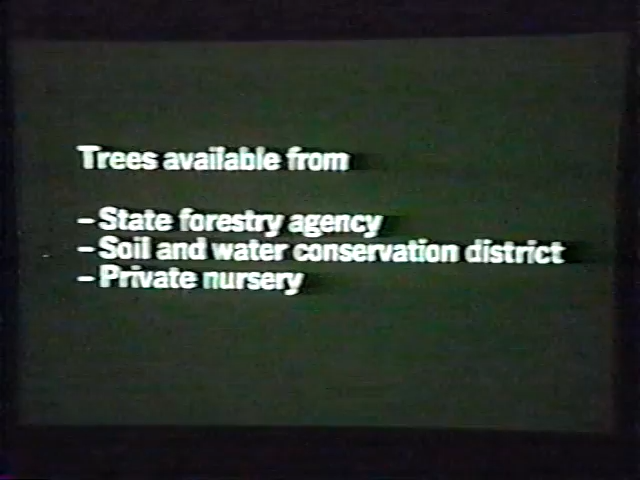 Trees available from
– State forestry agency
– Soil and water conservation district
– Private nursery